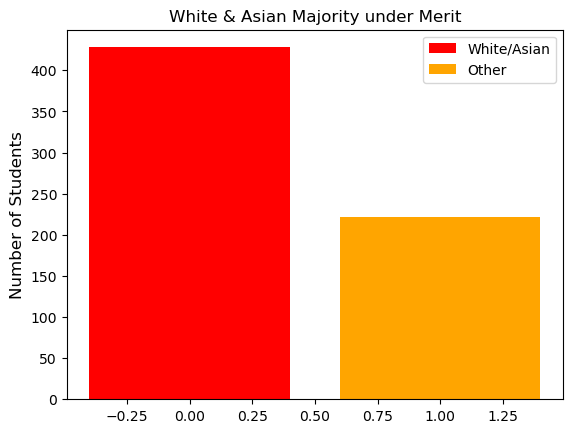 White & Asian Majority under Merit
White/Asian
Other
Number of Students
400
350
300
250
200
150
100
50
0
−0.25 0.00 0.25 0.50 0.75 1.00 1.25